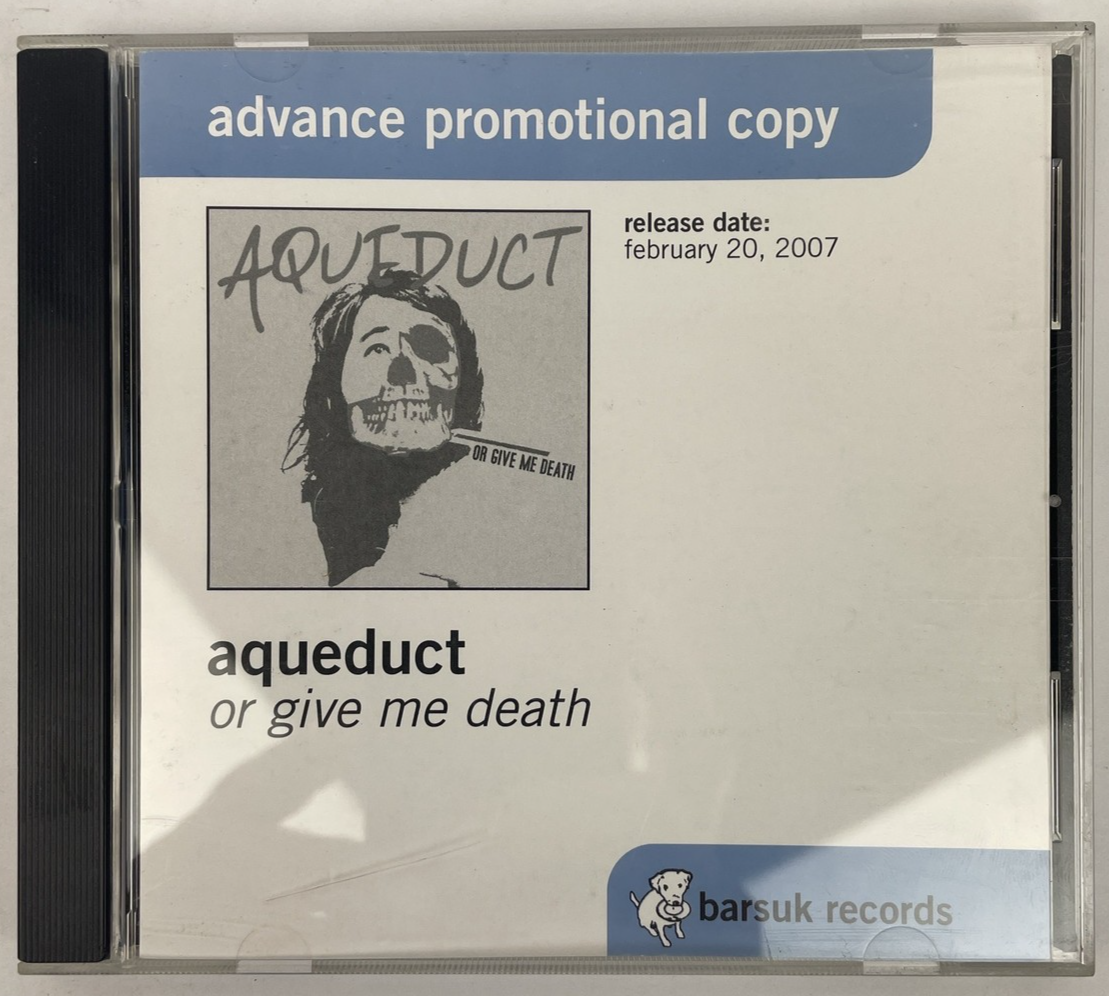 advance promotional copy
AQUEDUCT
OR GIVE ME DEATH
release date:
february 20, 2007
aqueduct
or give me death
barsuk records